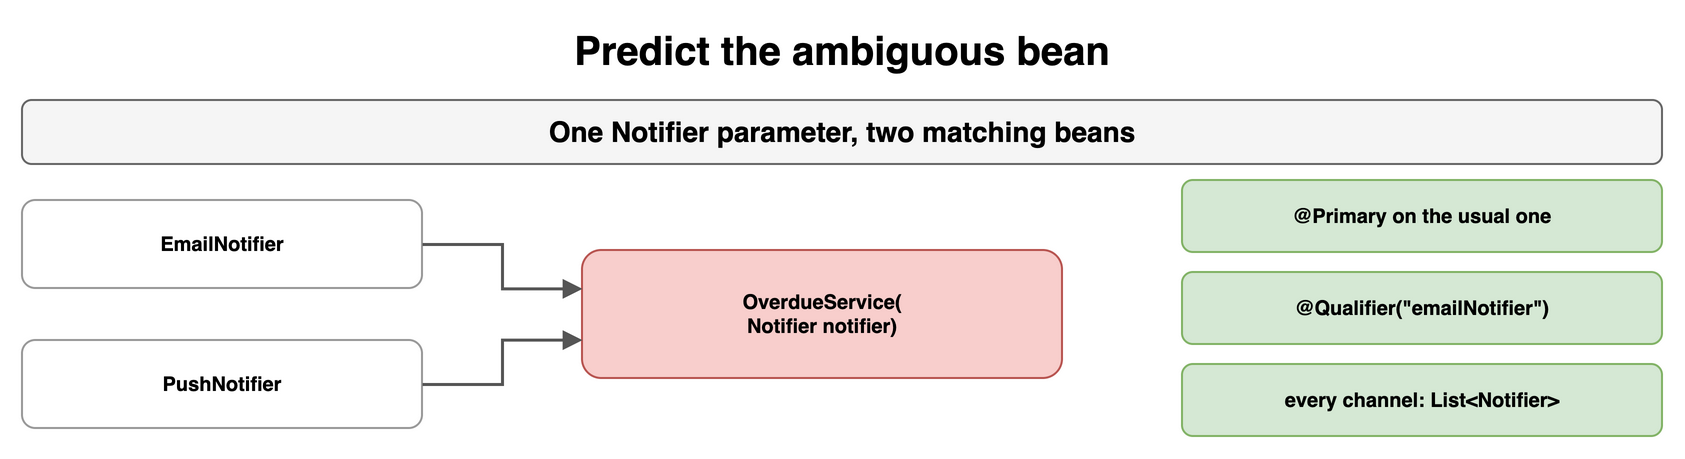 Predict the ambiguous bean
One Notifier parameter, two matching beans
EmailNotifier
PushNotifier
OverdueService(
Notifier notifier)
@Primary on the usual one
@Qualifier("emailNotifier")
every channel: List<Notifier>